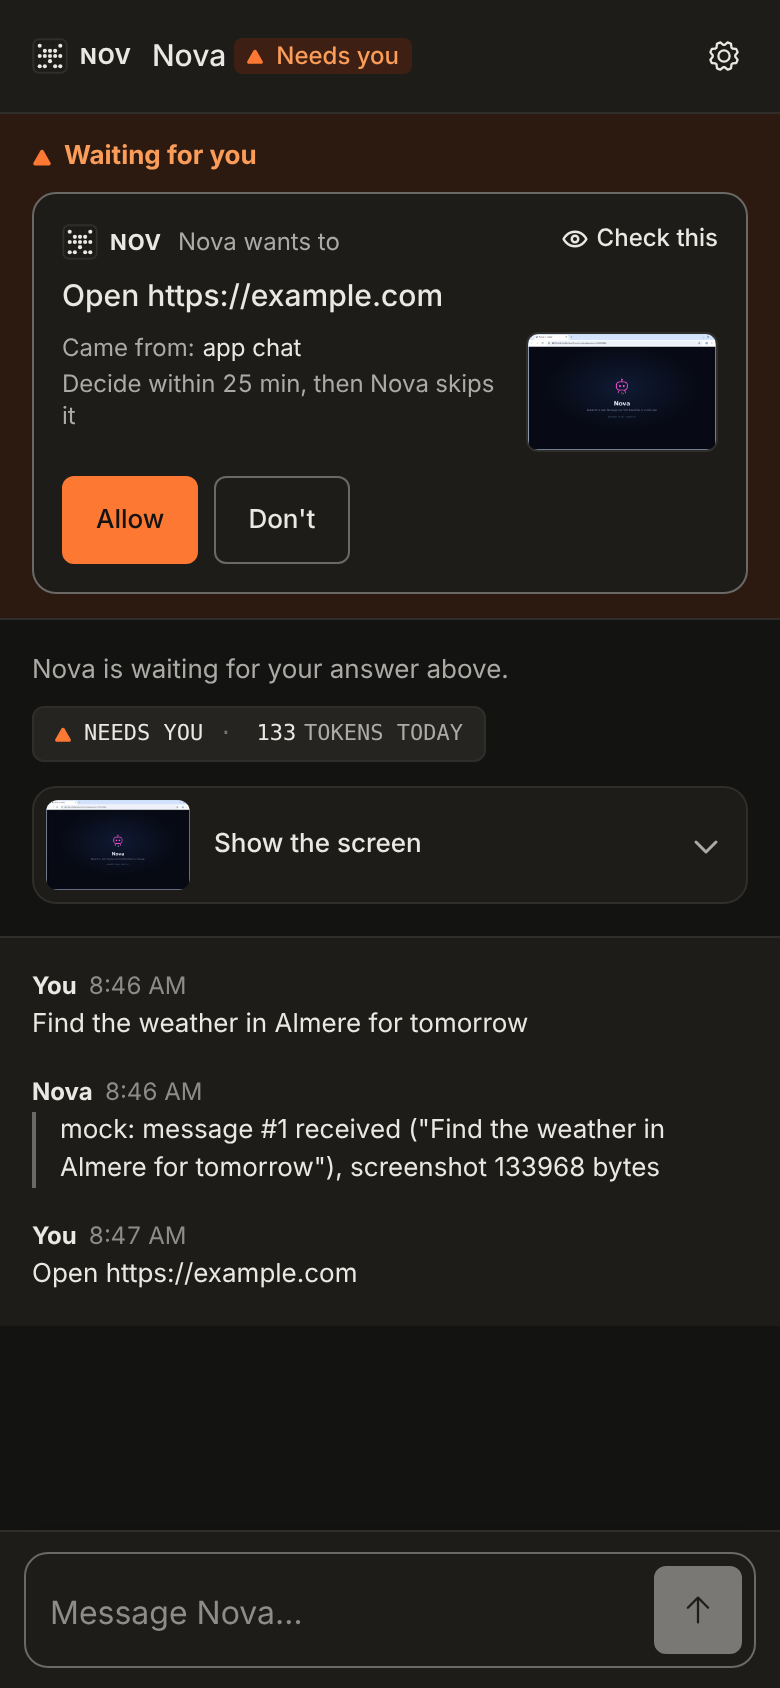 NOV Nova Needs you
Waiting for you
NOV Nova wants to
Check this
Open https://example.com
Came from: app chat
Decide within 25 min, then Nova skips
it
Nova
Allow
Don't
Nova is waiting for your answer above.
NEEDS YOU · 133 TOKENS TODAY
Nova
Show the screen
You 8:46 AM
Find the weather in Almere for tomorrow
Nova 8:46 AM
mock: message #1 received ("Find the weather in
Almere for tomorrow"), screenshot 133968 bytes
You 8:47 AM
Open https://example.com
Message Nova...